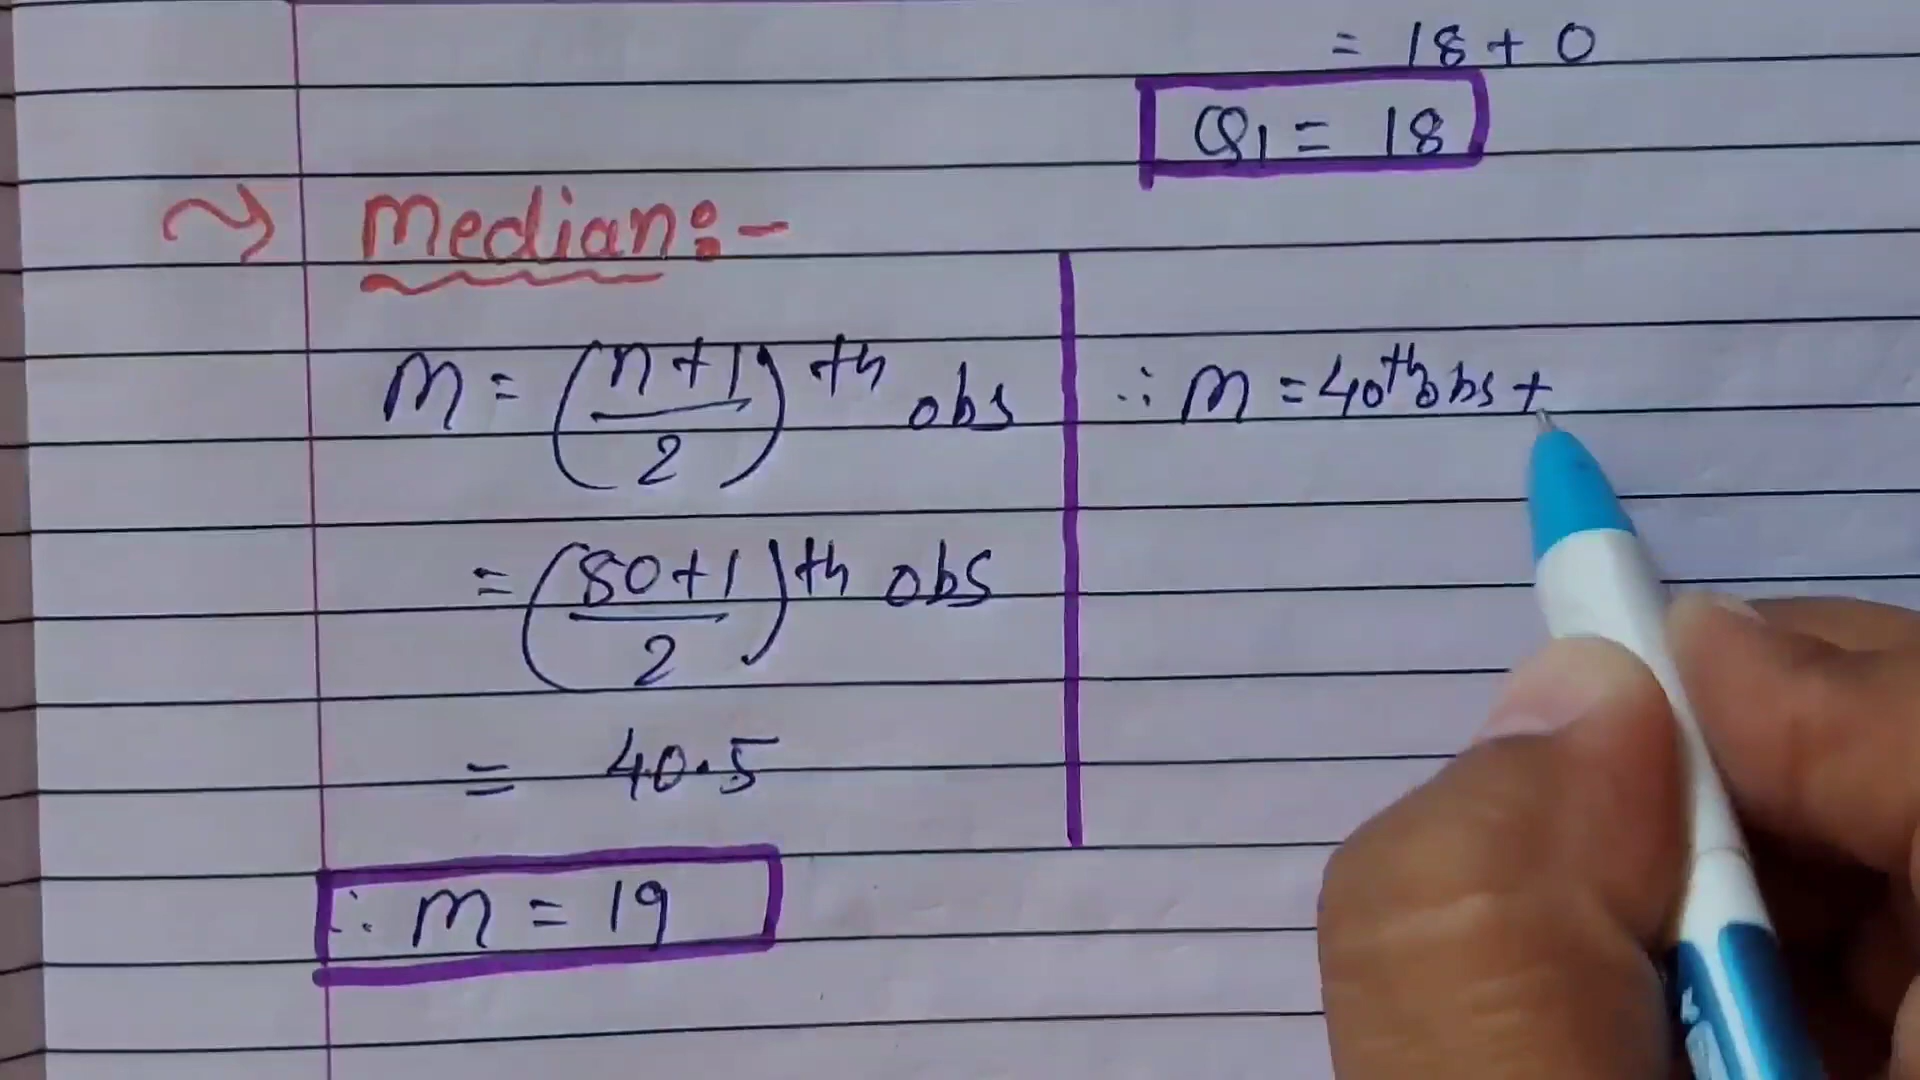 = 18 + 0
Q1 = 18
Median:-
M = (n+1/2)th obs
= (80+1/2)th obs
= 40.5
∴ M = 19
∴ M = 40th obs +